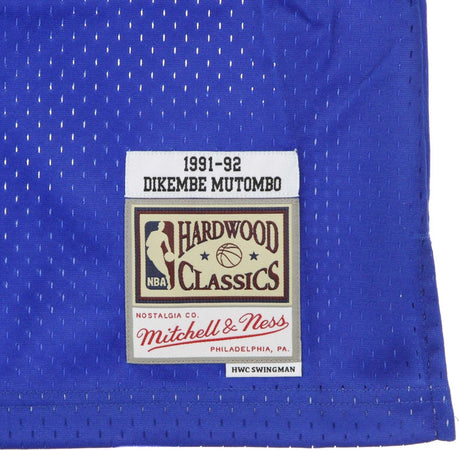 1991-92
DIKEMBE MUTOMBO
NBA
HARDWOOD
CLASSICS
NOSTALGIA CO.
Mitchell & Ness
PHILADELPHIA, PA.
HWC SWINGMAN